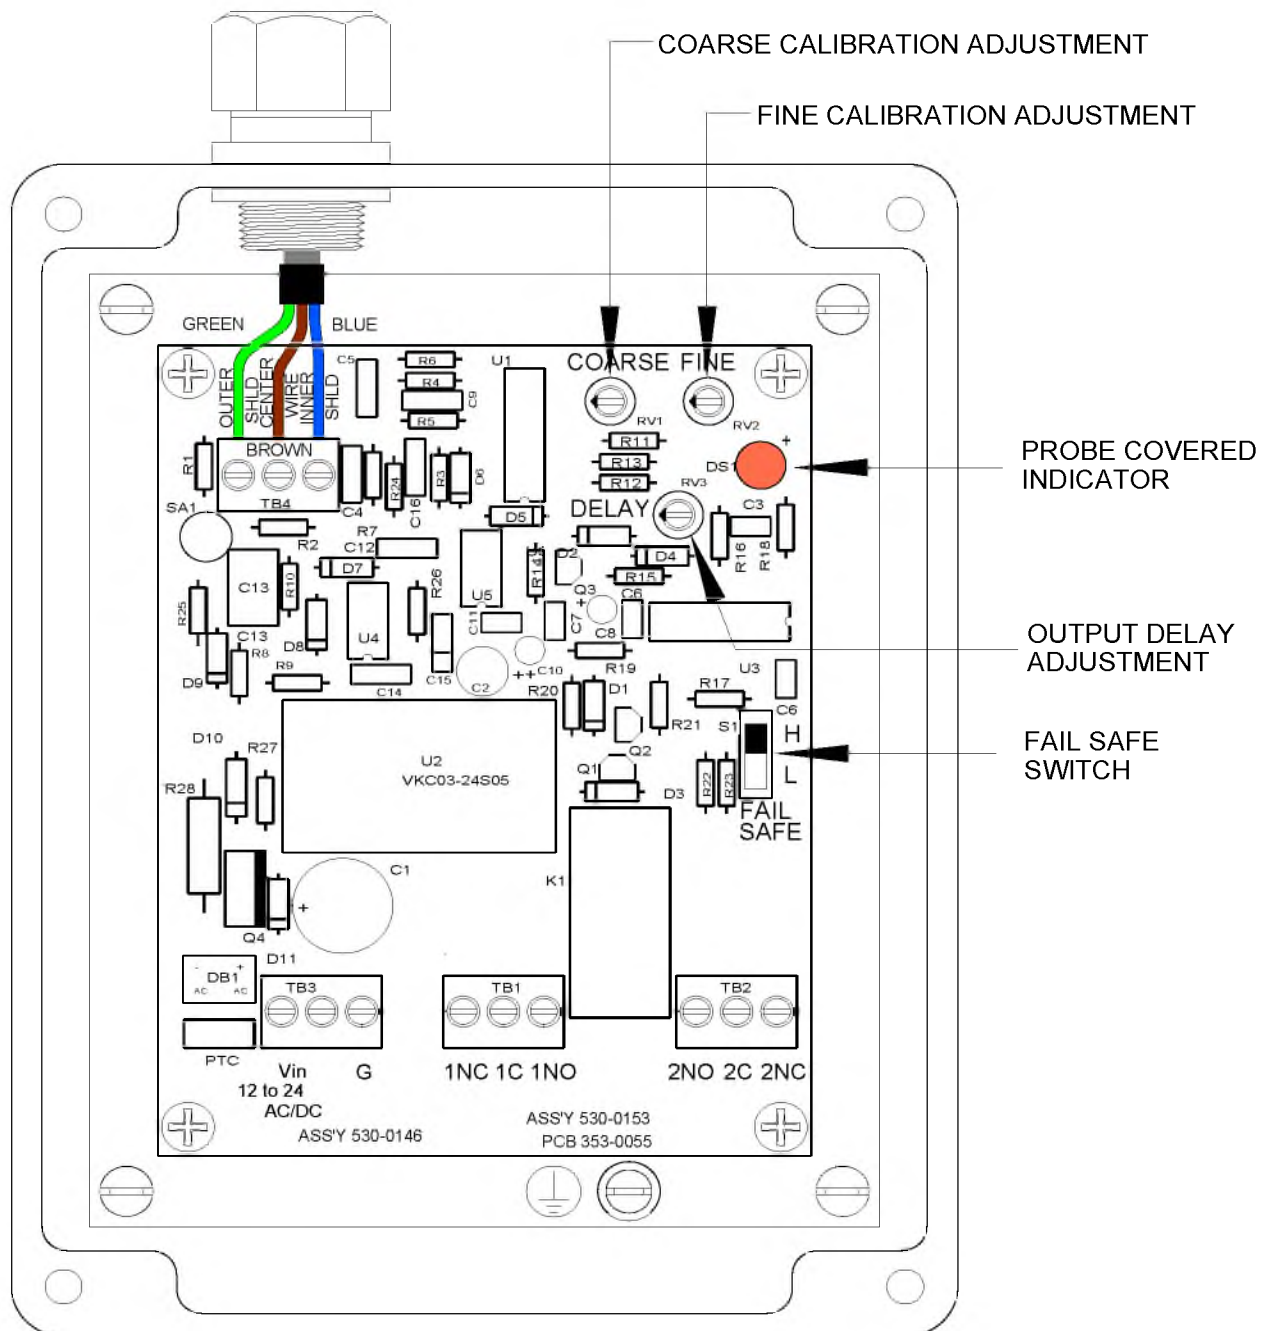 COARSE CALIBRATION ADJUSTMENT
FINE CALIBRATION ADJUSTMENT
GREEN
BLUE
OUTER
SHLD
CENTER
WIRE
INNER
SHLD
BROWN
TB4
C5
R6
R4
C9
R5
U1
COARSE FINE
RV1
RV2
R11
R13
R12
DS1
+
PROBE COVERED
INDICATOR
R1
SA1
R2
C4
R24
C16
R3
D6
D5
DELAY
RV3
C3
R16
R18
R7
C12
D7
R26
U5
R14
D2
D4
R15
Q3
+
C6
C7
C8
C13
R10
R25
C13
R8
D8
D9
R9
U4
C11
C14
C15
C2
++
C10
R19
U3
C6
OUTPUT DELAY
ADJUSTMENT
R20
D1
R21
R17
S1
H
L
FAIL SAFE
SWITCH
Q2
Q1
D3
R22
R23
FAIL
SAFE
D10
R27
R28
U2
VKC03-24S05
C1
+
K1
Q4
D11
- +
DB1
AC AC
PTC
TB3
TB1
TB2
Vin
G
12 to 24
AC/DC
1NC 1C 1NO
2NO 2C 2NC
ASS'Y 530-0146
ASS'Y 530-0153
PCB 353-0055